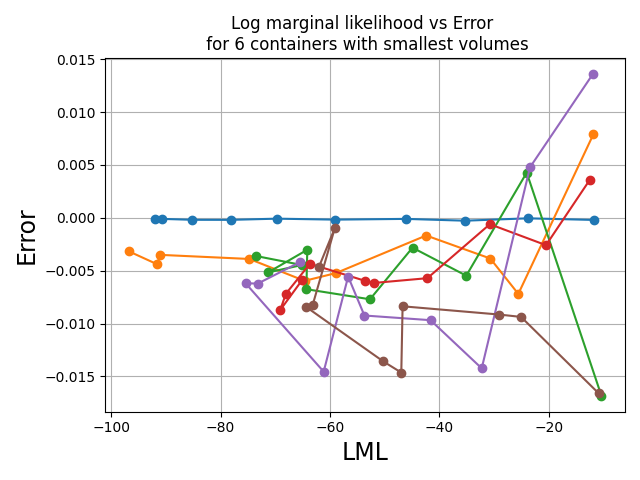 Log marginal likelihood vs Error
for 6 containers with smallest volumes
0.015
0.010
0.005
0.000
−0.005
−0.010
−0.015
Error
−100 −80 −60 −40 −20
LML